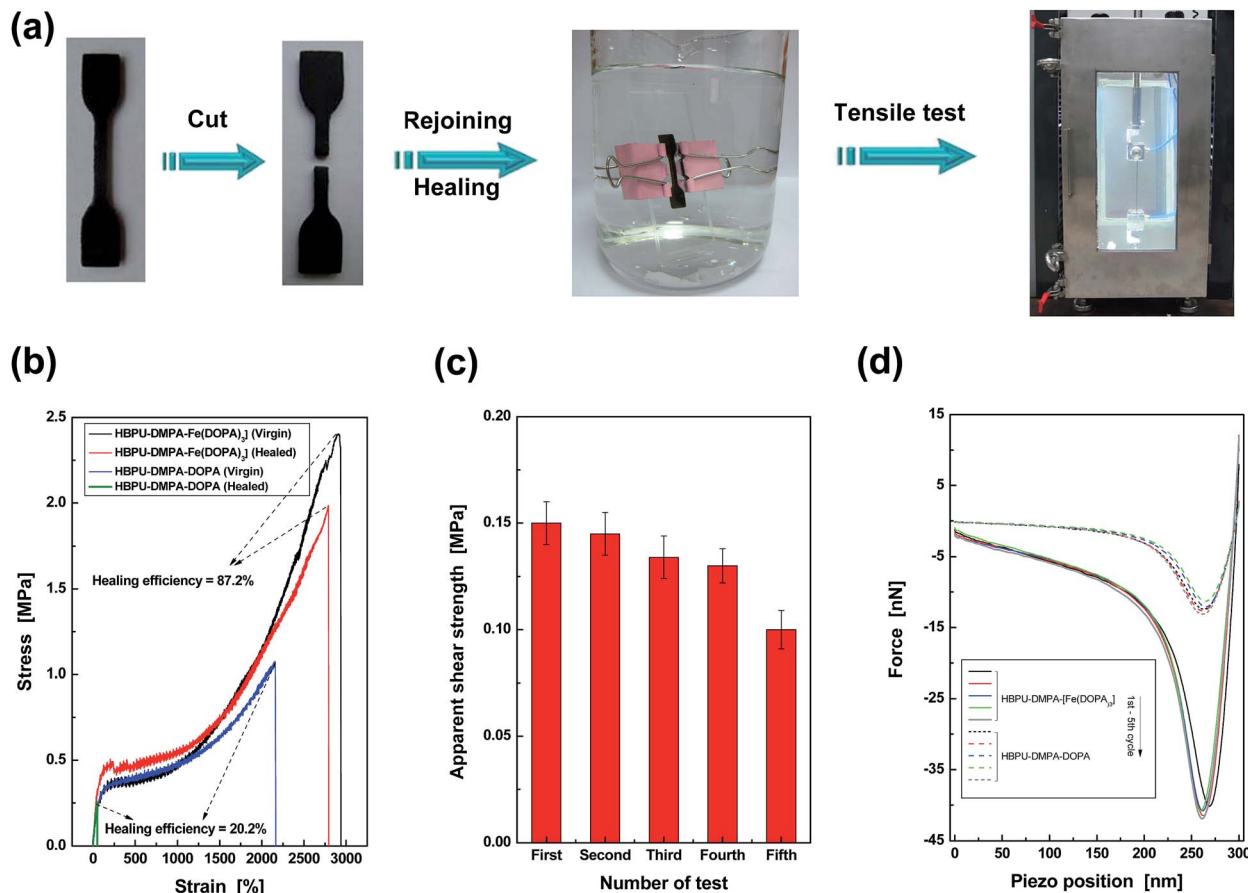 (a)
Cut
Rejoining
Healing
Tensile test
(b)
Stress [MPa]
2.5
2.0
1.5
1.0
0.5
0.0
HBPU-DMPA-Fe(DOPA)₃] (Virgin)
HBPU-DMPA-Fe(DOPA)₃] (Healed)
HBPU-DMPA-DOPA (Virgin)
HBPU-DMPA-DOPA (Healed)
Healing efficiency = 87.2%
Healing efficiency = 20.2%
0 500 1000 1500 2000 2500 3000
Strain [%]
(c)
Apparent shear strength [MPa]
0.20
0.15
0.10
0.05
0.00
First Second Third Fourth Fifth
Number of test
(d)
Force [nN]
15
5
-5
-15
-25
-35
-45
HBPU-DMPA-[Fe(DOPA)₃]
HBPU-DMPA-DOPA
1st - 5th cycle
0 50 100 150 200 250 300
Piezo position [nm]